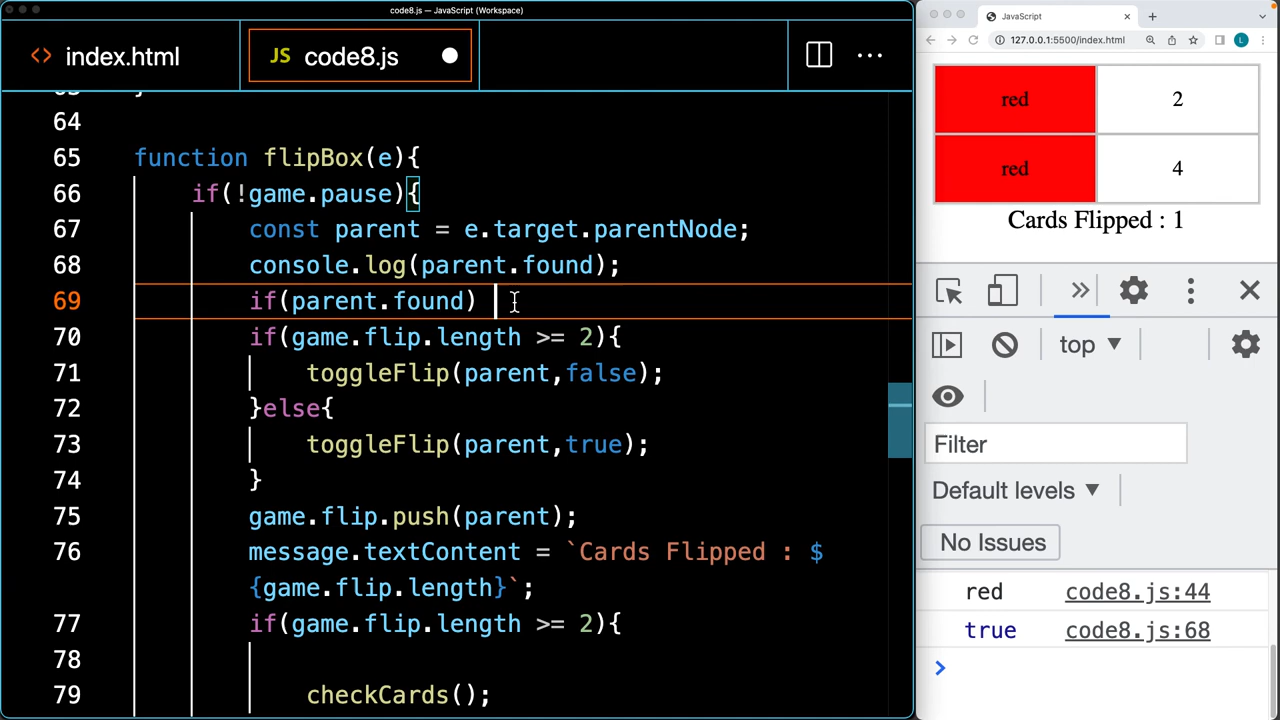 code8.js — JavaScript (Workspace)
index.html
JS code8.js
64
65 function flipBox(e){
66 if(!game.pause){
67 const parent = e.target.parentNode;
68 console.log(parent.found);
69 if(parent.found)
70 if(game.flip.length >= 2){
71 toggleFlip(parent,false);
72 }else{
73 toggleFlip(parent,true);
74 }
75 game.flip.push(parent);
76 message.textContent = `Cards Flipped : $
{game.flip.length}`;
77 if(game.flip.length >= 2){
78
79 checkCards();
JavaScript
127.0.0.1:5500/index.html
L
red 2
red 4
Cards Flipped : 1
top
Filter
Default levels
No Issues
red code8.js:44
true code8.js:68